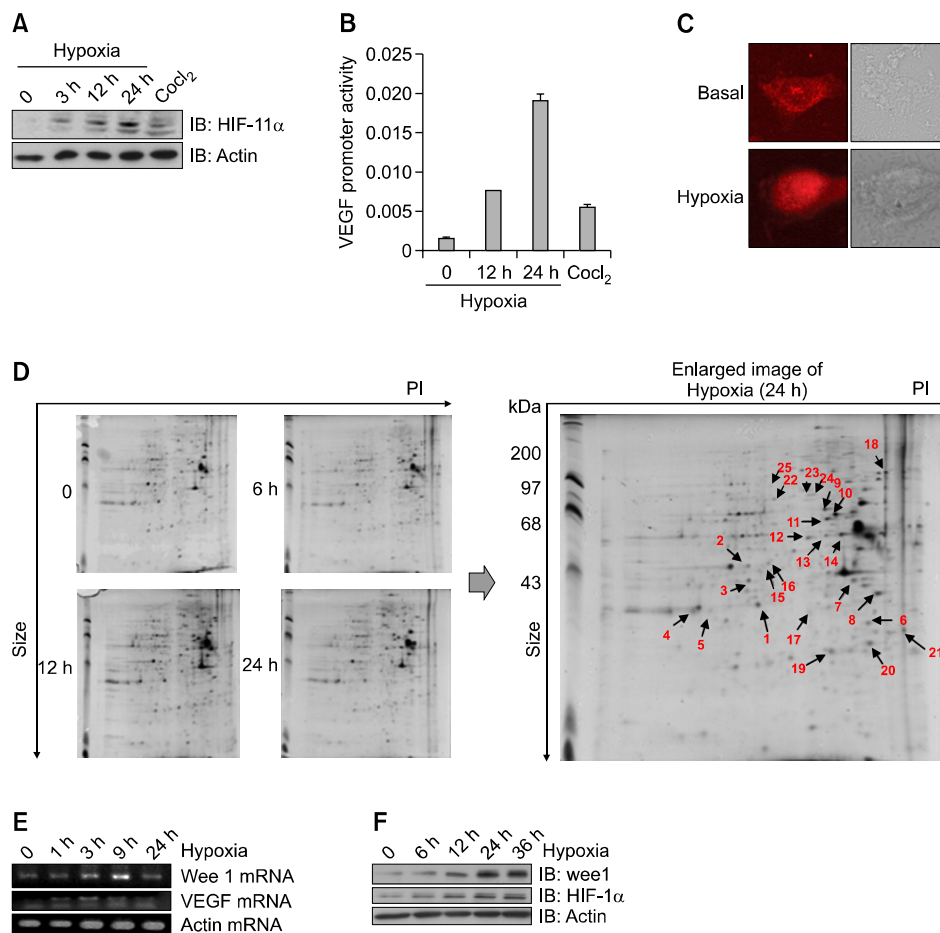 A
Hypoxia
0 3 h 12 h 24 h Cocl2
IB: HIF-11α
IB: Actin
B
VEGF promoter activity
0.025
0.020
0.015
0.010
0.005
0
0 12 h 24 h Cocl2
Hypoxia
C
Basal
Hypoxia
D
PI
0
6 h
12 h
24 h
Size
Enlarged image of
Hypoxia (24 h)
PI
kDa
200
97
68
43
Size
18
25 23 24 9
22 10
11
12
2 13 14
3 15 16
7
4 5 1 17 8 6
19 20 21
E
0 1 h 3 h 9 h 24 h Hypoxia
Wee 1 mRNA
VEGF mRNA
Actin mRNA
F
0 6 h 12 h 24 h 36 h Hypoxia
IB: wee1
IB: HIF-1α
IB: Actin